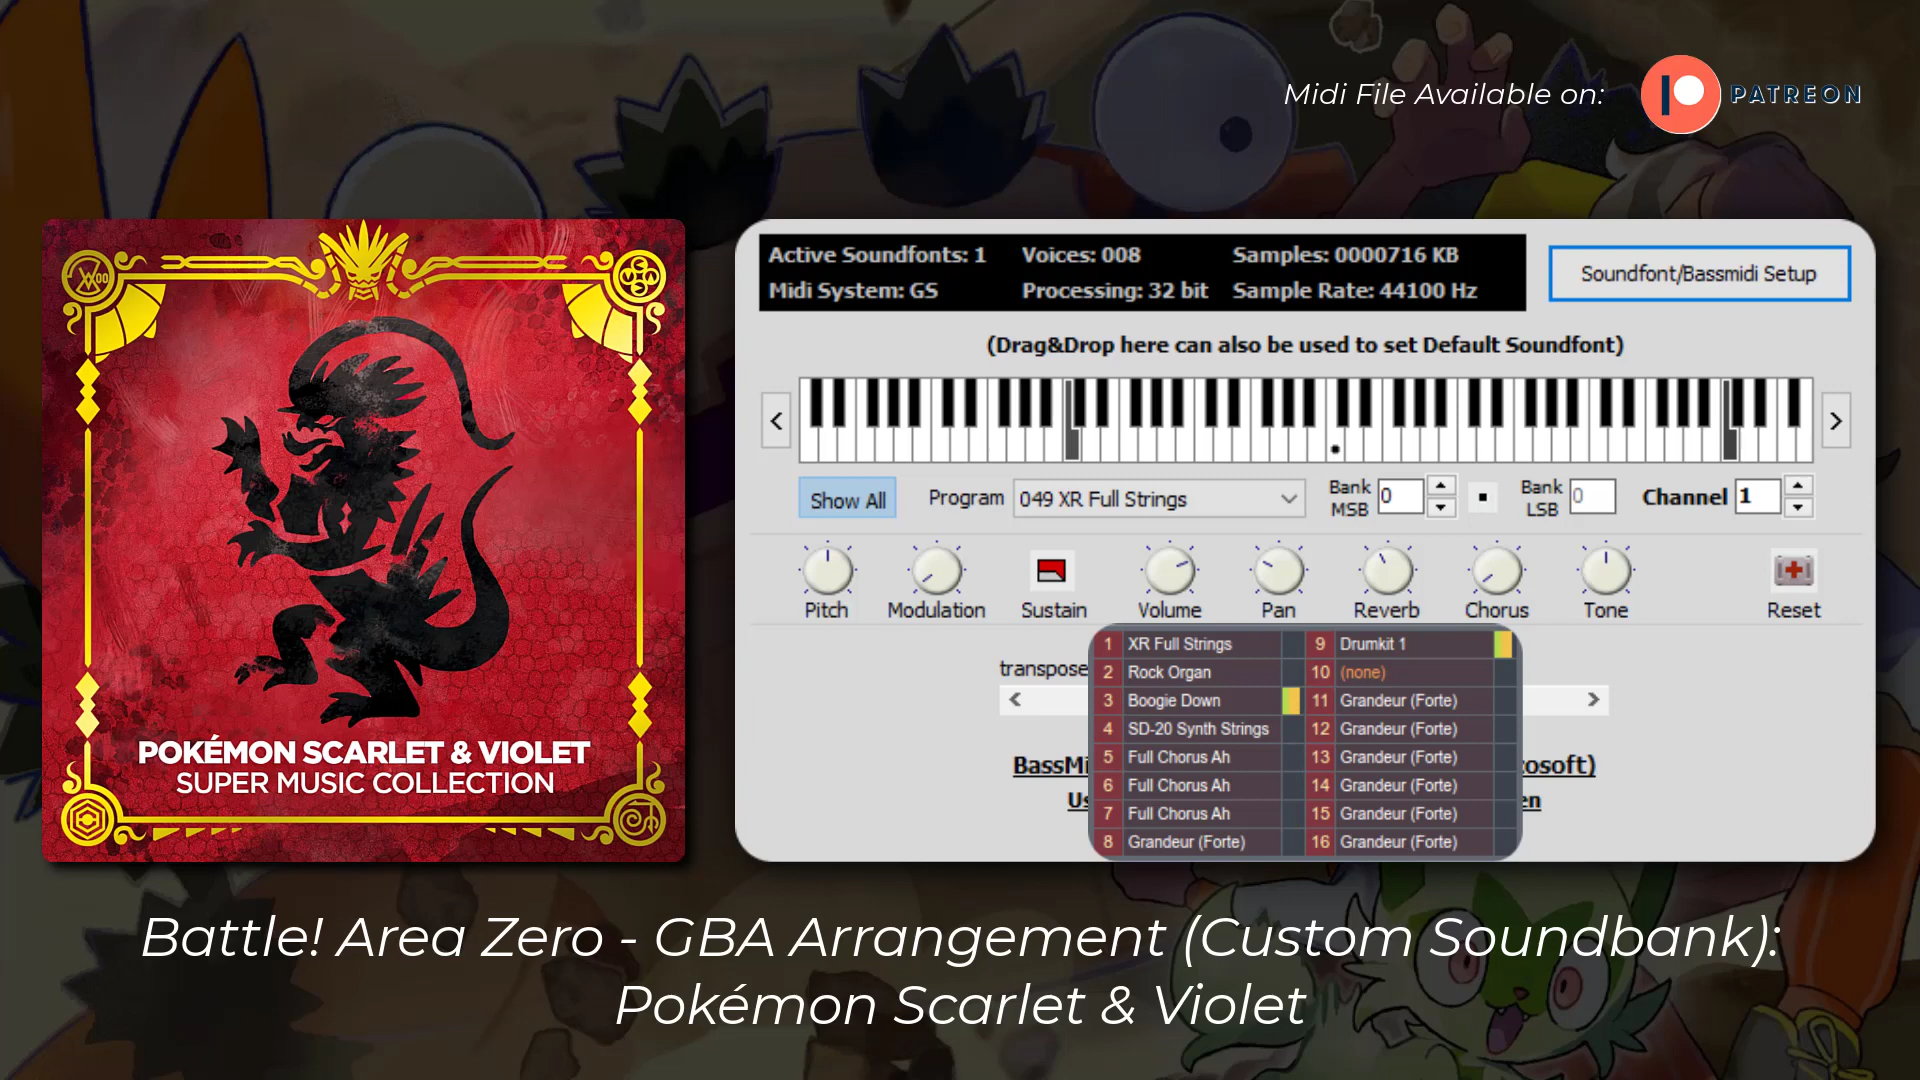 Midi File Available on:
PATREON
POKÉMON SCARLET & VIOLET
SUPER MUSIC COLLECTION
Active Soundfonts: 1 Voices: 008 Samples: 0000716 KB
Midi System: GS Processing: 32 bit Sample Rate: 44100 Hz
Soundfont/Bassmidi Setup
(Drag&Drop here can also be used to set Default Soundfont)
< >
Show All Program 049 XR Full Strings Bank MSB 0 Bank LSB 0 Channel 1
Pitch Modulation Sustain Volume Pan Reverb Chorus Tone Reset
transpose
< >
BassMi cosoft)
Us en
1 XR Full Strings 9 Drumkit 1
2 Rock Organ 10 (none)
3 Boogie Down 11 Grandeur (Forte)
4 SD-20 Synth Strings 12 Grandeur (Forte)
5 Full Chorus Ah 13 Grandeur (Forte)
6 Full Chorus Ah 14 Grandeur (Forte)
7 Full Chorus Ah 15 Grandeur (Forte)
8 Grandeur (Forte) 16 Grandeur (Forte)
Battle! Area Zero - GBA Arrangement (Custom Soundbank):
Pokémon Scarlet & Violet